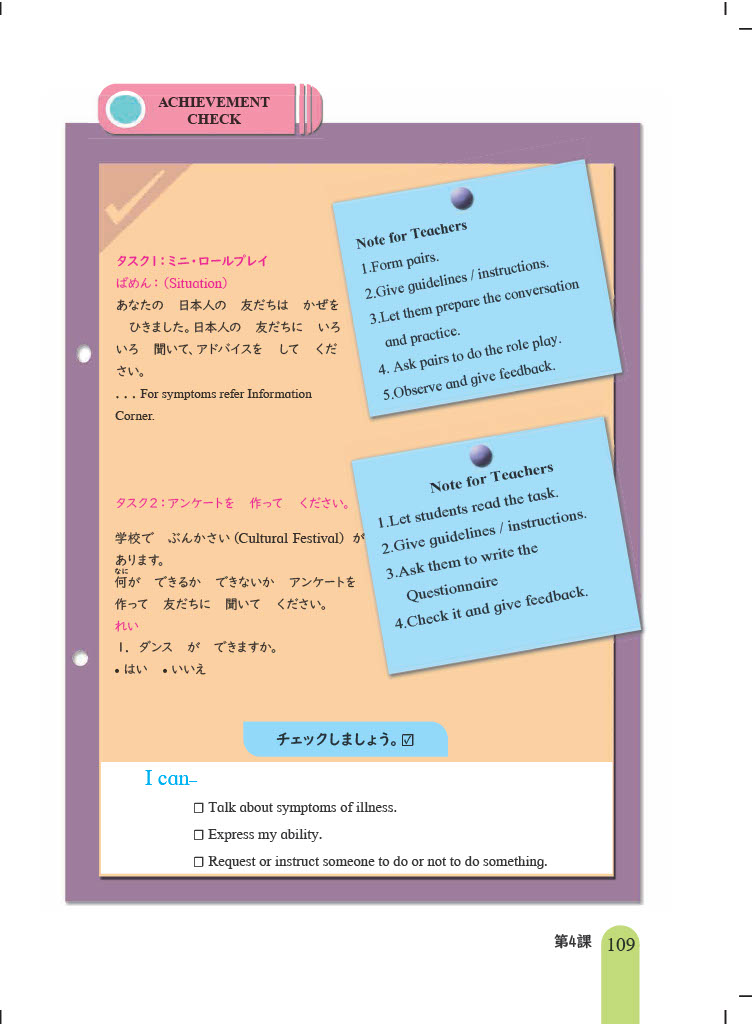 ACHIEVEMENT
CHECK
タスク1:ミニ・ロールプレイ
ばめん:(Situation)
あなたの 日本人の 友だちは かぜを
ひきました。日本人の 友だちに いろ
いろ 聞いて、アドバイスを して くだ
さい。
. . . For symptoms refer Information
Corner.
Note for Teachers
1.Form pairs.
2.Give guidelines / instructions.
3.Let them prepare the conversation
and practice.
4. Ask pairs to do the role play.
5.Observe and give feedback.
タスク2:アンケートを 作って ください。
学校で ぶんかさい (Cultural Festival) が
あります。
なに
何が できるか できないか アンケートを
作って 友だちに 聞いて ください。
れい
1. ダンス が できますか。
• はい • いいえ
Note for Teachers
1.Let students read the task.
2.Give guidelines / instructions.
3.Ask them to write the
Questionnaire
4.Check it and give feedback.
チェックしましょう。☑
I can–
☐ Talk about symptoms of illness.
☐ Express my ability.
☐ Request or instruct someone to do or not to do something.
第4課 109